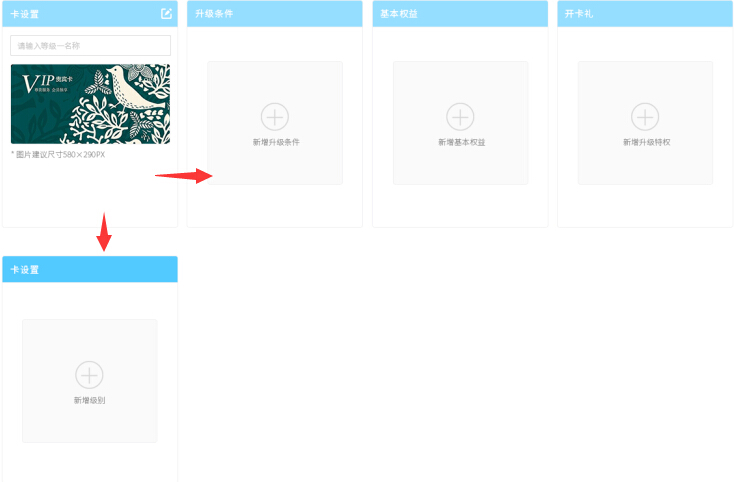 卡设置
升级条件
基本权益
开卡礼
请输入等级一名称
VIP贵宾卡
* 图片建议尺寸580×290PX
新增升级条件
新增基本权益
新增升级特权
卡设置
新增级别